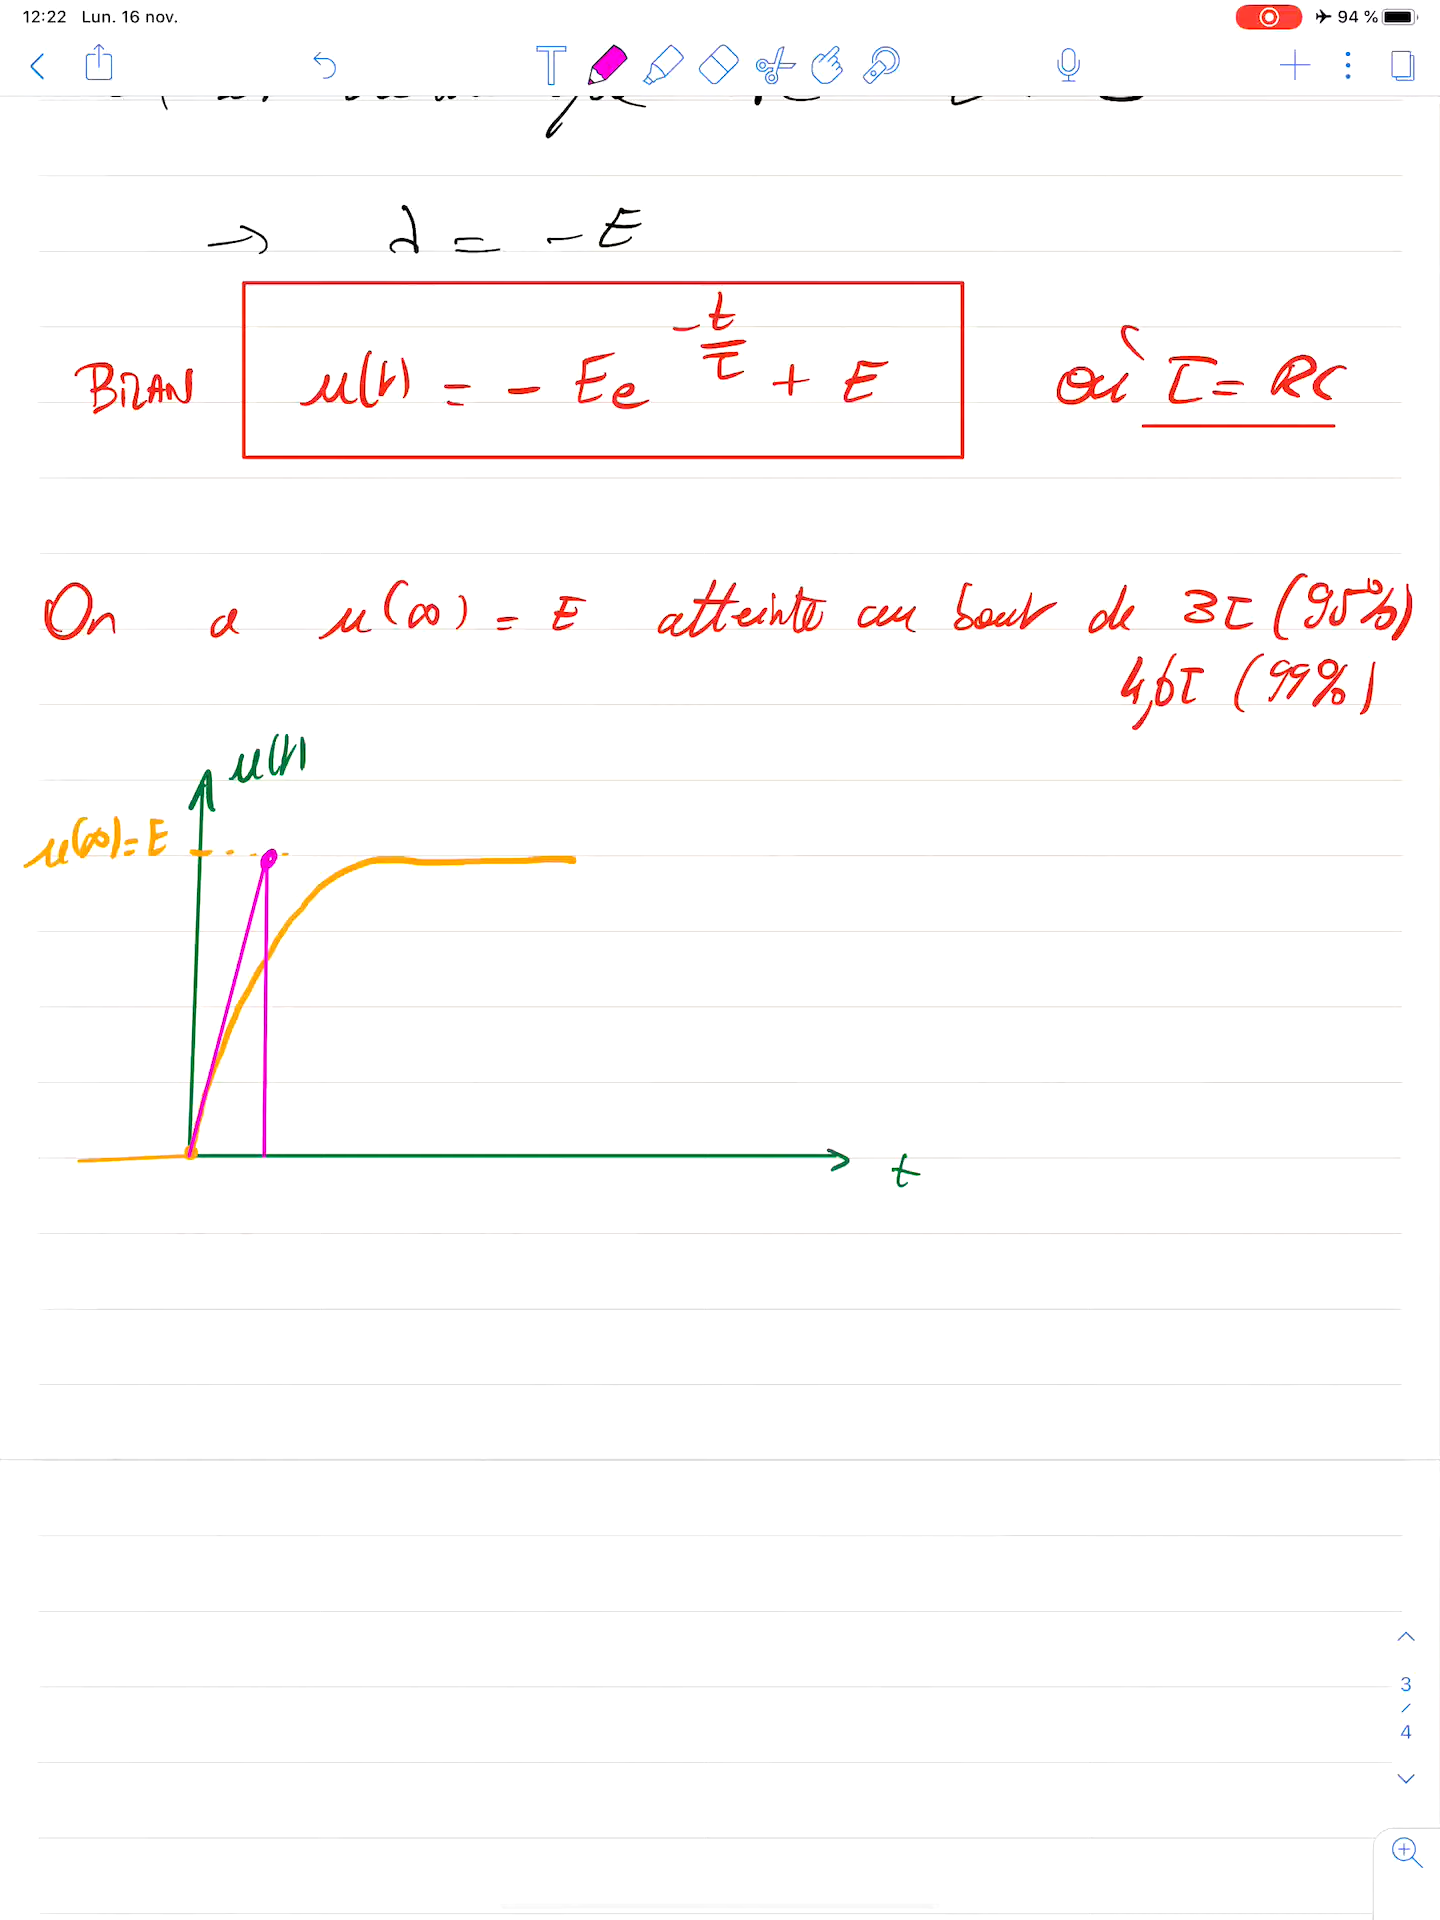 12:22 Lun. 16 nov. 94 %
→ λ = - E
BILAN u(t) = - E e^{-t/τ} + E où τ = RC
On a u(∞) = E atteinte au bout de 3τ (95%)
4,6τ (99%)
u(t)
u(∞) = E
t
3
/
4